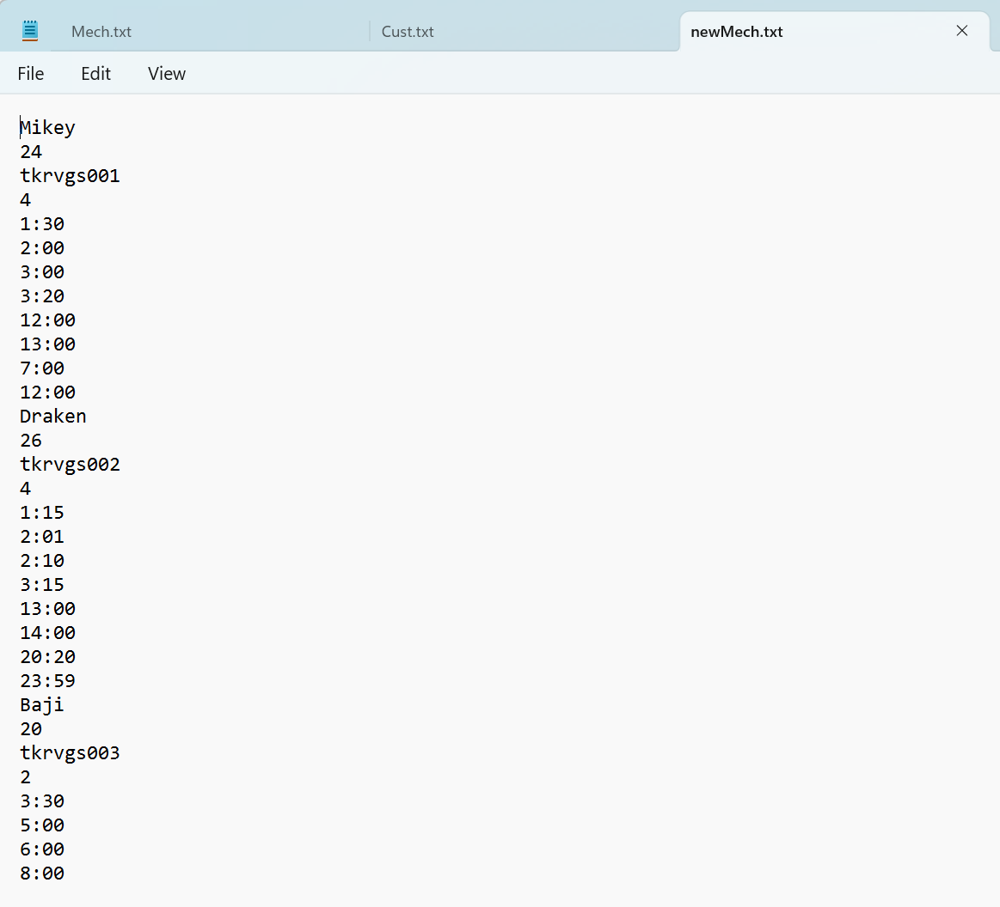 Mech.txt
Cust.txt
newMech.txt
File
Edit
View
Mikey
24
tkrvgs001
4
1:30
2:00
3:00
3:20
12:00
13:00
7:00
12:00
Draken
26
tkrvgs002
4
1:15
2:01
2:10
3:15
13:00
14:00
20:20
23:59
Baji
20
tkrvgs003
2
3:30
5:00
6:00
8:00